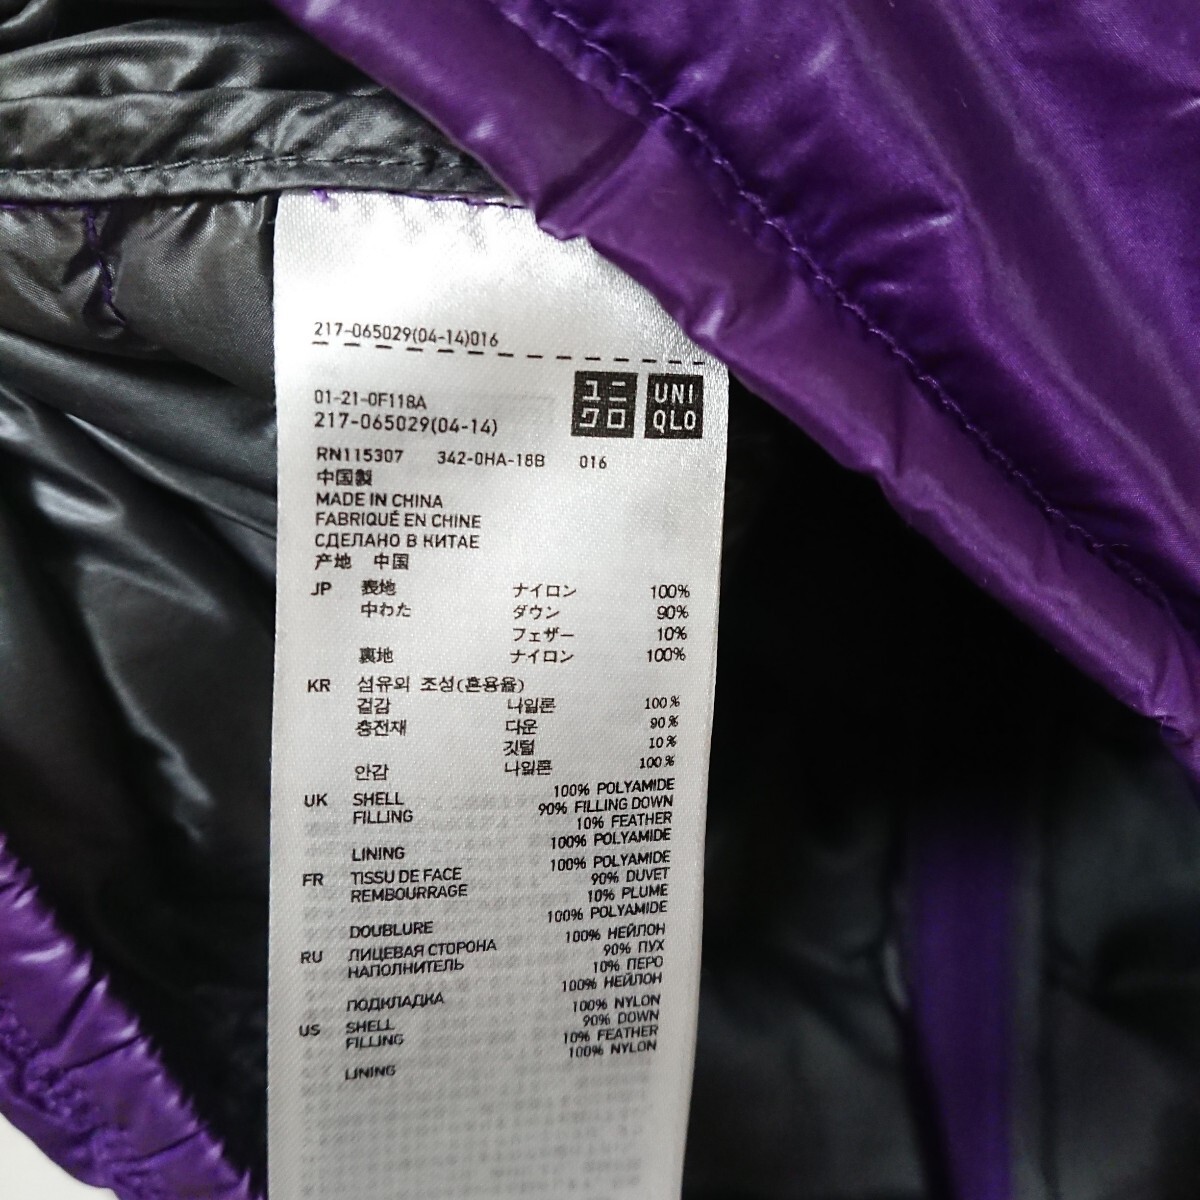 217-065029(04-14)016
01-21-0F118A
217-065029(04-14)
ユニクロ
UNIQLO
RN115307 342-0HA-18B 016
中国製
MADE IN CHINA
FABRIQUÉ EN CHINE
СДЕЛАНО В КИТАЕ
产地 中国
JP 表地 ナイロン 100%
中わた ダウン 90%
フェザー 10%
裏地 ナイロン 100%
KR 섬유의 조성(혼용율)
겉감 나일론 100%
충전재 다운 90%
깃털 10%
안감 나일론 100%
UK SHELL 100% POLYAMIDE
FILLING 90% FILLING DOWN
10% FEATHER
LINING 100% POLYAMIDE
FR TISSU DE FACE 100% POLYAMIDE
REMBOURRAGE 90% DUVET
10% PLUME
DOUBLURE 100% POLYAMIDE
RU ЛИЦЕВАЯ СТОРОНА 100% НЕЙЛОН
НАПОЛНИТЕЛЬ 90% ПУХ
10% ПЕРО
ПОДКЛАДКА 100% НЕЙЛОН
US SHELL 100% NYLON
FILLING 90% DOWN
10% FEATHER
LINING 100% NYLON